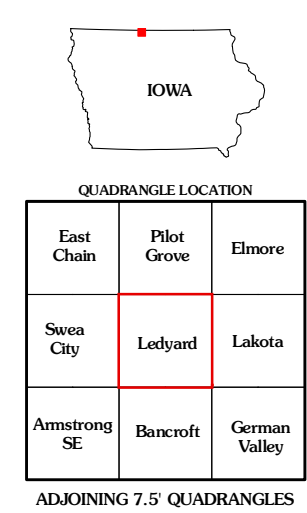 IOWA
QUADRANGLE LOCATION
East
Chain
Pilot
Grove
Elmore
Swea
City
Ledyard
Lakota
Armstrong
SE
Bancroft
German
Valley
ADJOINING 7.5' QUADRANGLES